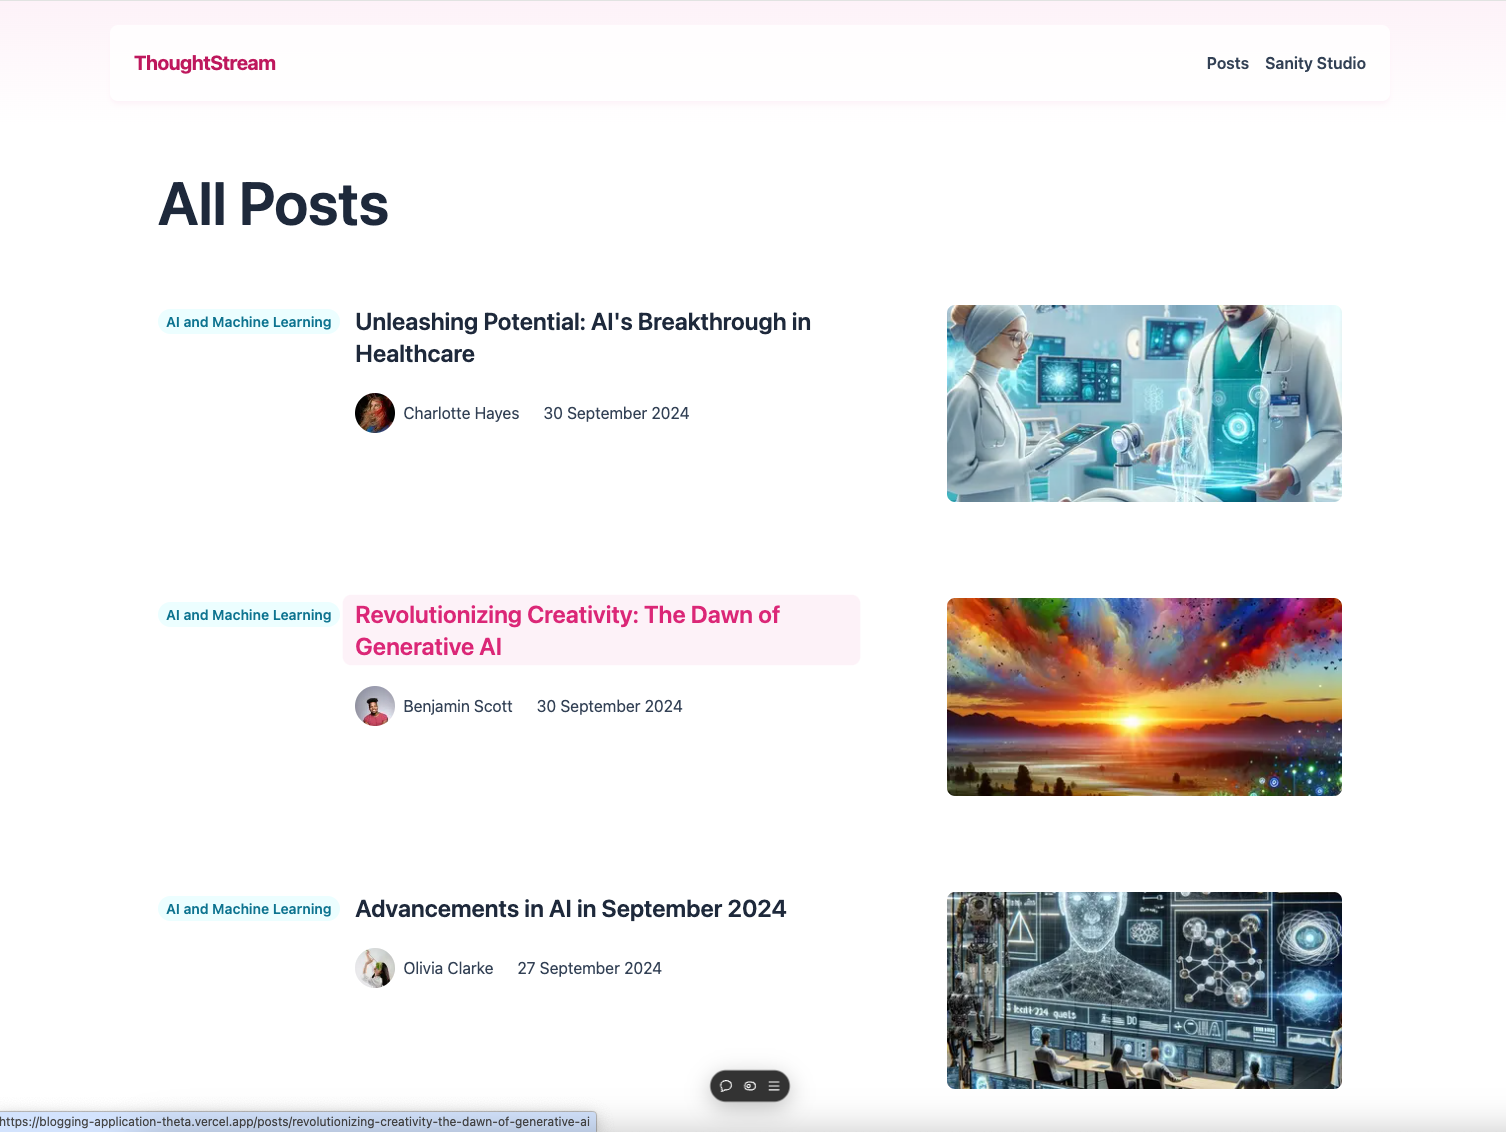 ThoughtStream
Posts Sanity Studio
All Posts
AI and Machine Learning
Unleashing Potential: AI's Breakthrough in
Healthcare
Charlotte Hayes 30 September 2024
AI and Machine Learning
Revolutionizing Creativity: The Dawn of
Generative AI
Benjamin Scott 30 September 2024
AI and Machine Learning
Advancements in AI in September 2024
Olivia Clarke 27 September 2024
https://blogging-application-theta.vercel.app/posts/revolutionizing-creativity-the-dawn-of-generative-ai